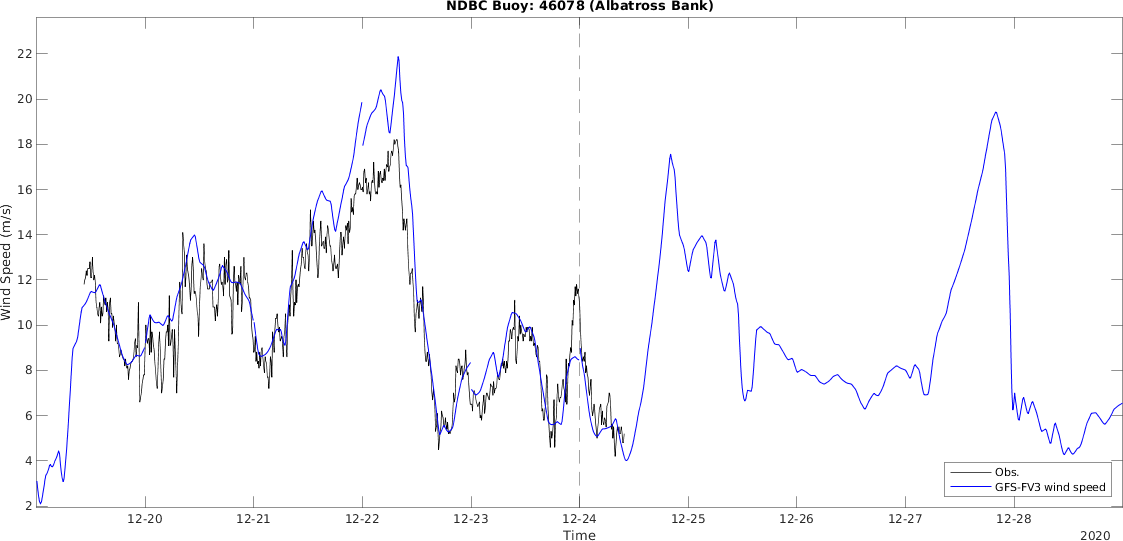 NDBC Buoy: 46078 (Albatross Bank)
Wind Speed (m/s)
22
20
18
16
14
12
10
8
6
4
2
Obs.
GFS-FV3 wind speed
12-20 12-21 12-22 12-23 12-24 12-25 12-26 12-27 12-28
Time
2020